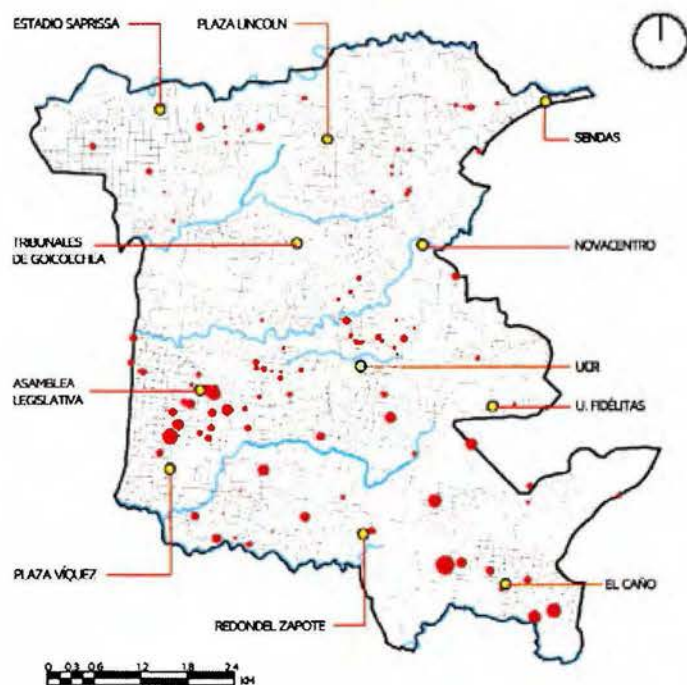 ESTADIO SAPRISSA
PLAZA LINCOLN
SENDAS
TRIBUNALES
DE GOICOLCHLA
NOVACENTRO
UCR
ASAMBLEA
LEGISLATIVA
U. FIDÉLITAS
PLAZA VÍQUEZ
EL CAÑO
REDONDEL ZAPOTE
0 0.3 0.6 1.2 1.8 2.4
KM